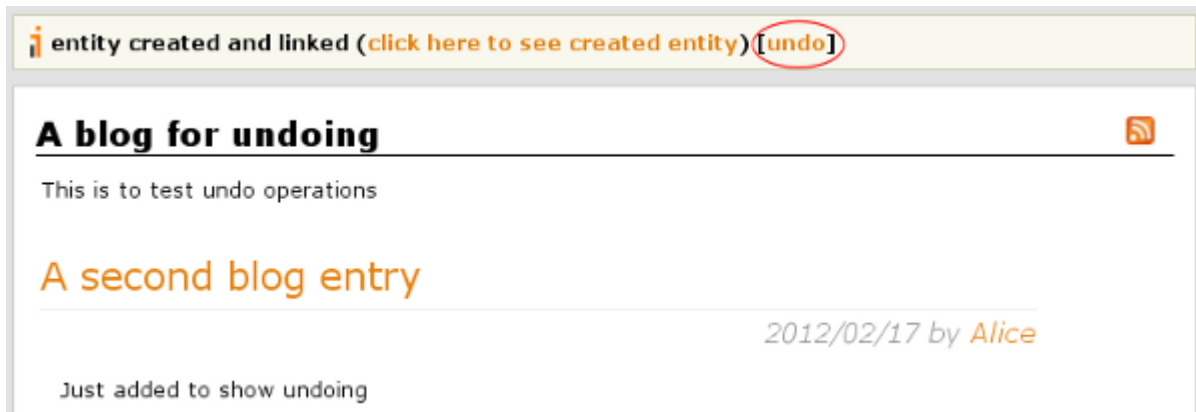 entity created and linked (click here to see created entity) [undo]
A blog for undoing
This is to test undo operations
A second blog entry
2012/02/17 by Alice
Just added to show undoing